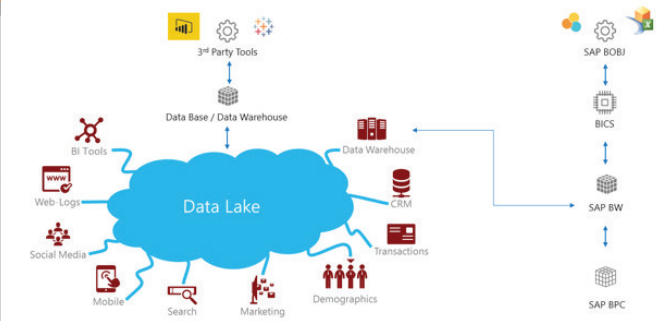 3rd Party Tools
SAP BOBJ
Data Base / Data Warehouse
BICS
BI Tools
Data Warehouse
WWW
Web-Logs
Data Lake
CRM
SAP BW
Social Media
Transactions
Mobile
Search
Marketing
Demographics
SAP BPC